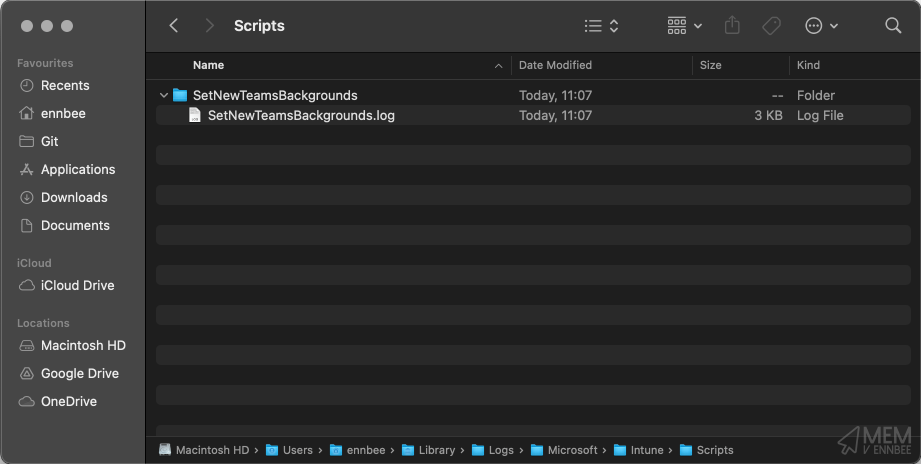 Scripts
Favourites
Recents
ennbee
Git
Applications
Downloads
Documents
iCloud
iCloud Drive
Locations
Macintosh HD
Google Drive
OneDrive
Name Date Modified Size Kind
SetNewTeamsBackgrounds Today, 11:07 -- Folder
SetNewTeamsBackgrounds.log Today, 11:07 3 KB Log File
Macintosh HD › Users › ennbee › Library › Logs › Microsoft › Intune › Scripts
MEM
V ENNBEE